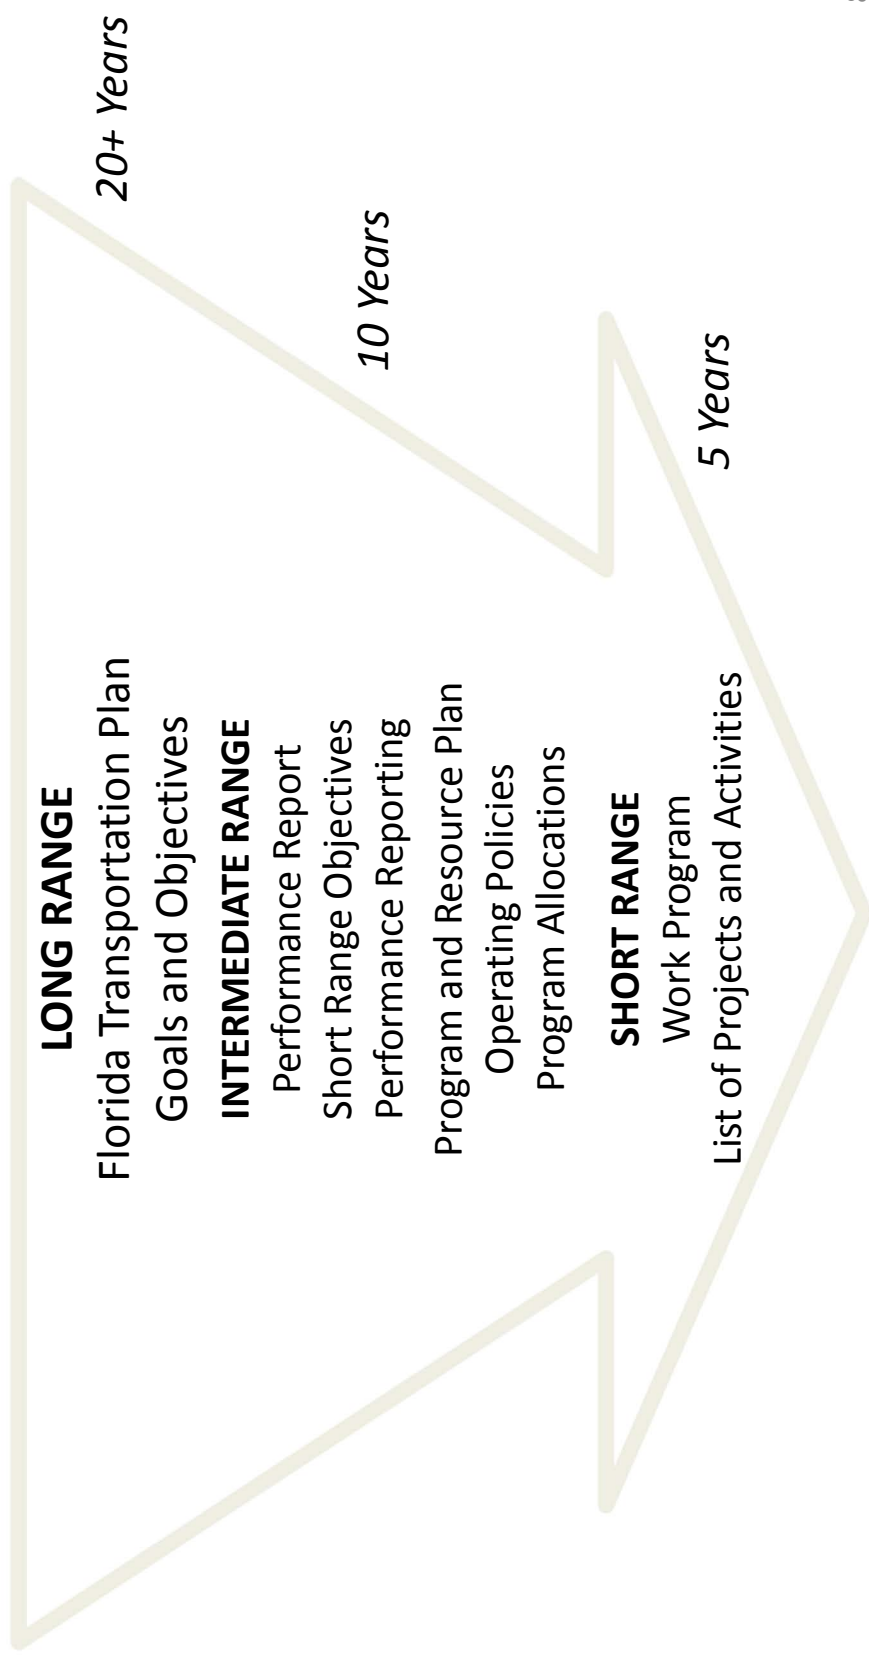 LONG RANGE
Florida Transportation Plan
Goals and Objectives
20+ Years
INTERMEDIATE RANGE
Performance Report
Short Range Objectives
Performance Reporting
10 Years
Program and Resource Plan
Operating Policies
Program Allocations
SHORT RANGE
Work Program
List of Projects and Activities
5 Years